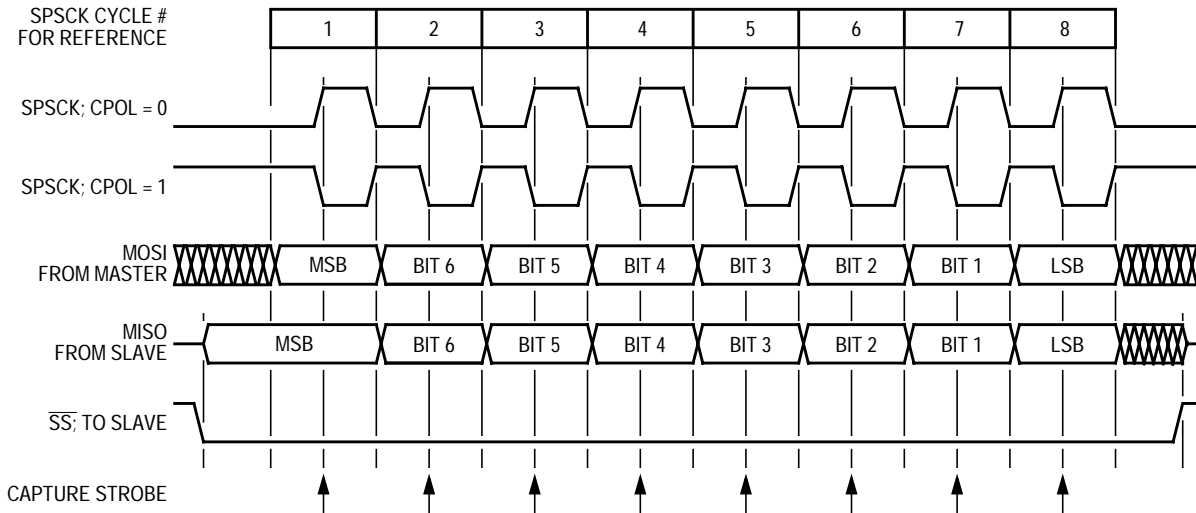 SPSCK CYCLE #
FOR REFERENCE
1 2 3 4 5 6 7 8
SPSCK; CPOL = 0
SPSCK; CPOL = 1
MOSI
FROM MASTER
MSB BIT 6 BIT 5 BIT 4 BIT 3 BIT 2 BIT 1 LSB
MISO
FROM SLAVE
MSB BIT 6 BIT 5 BIT 4 BIT 3 BIT 2 BIT 1 LSB
S̅S̅; TO SLAVE
CAPTURE STROBE